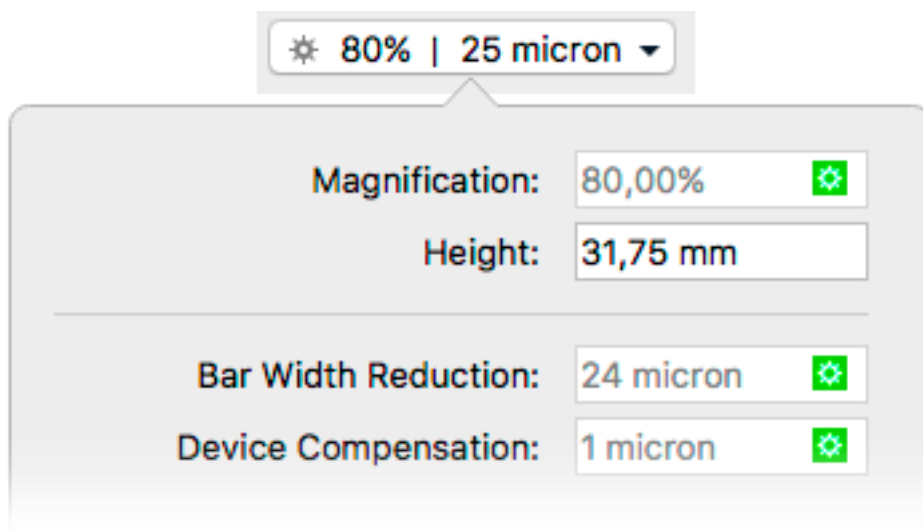 80% | 25 micron
Magnification: 80,00%
Height: 31,75 mm
Bar Width Reduction: 24 micron
Device Compensation: 1 micron